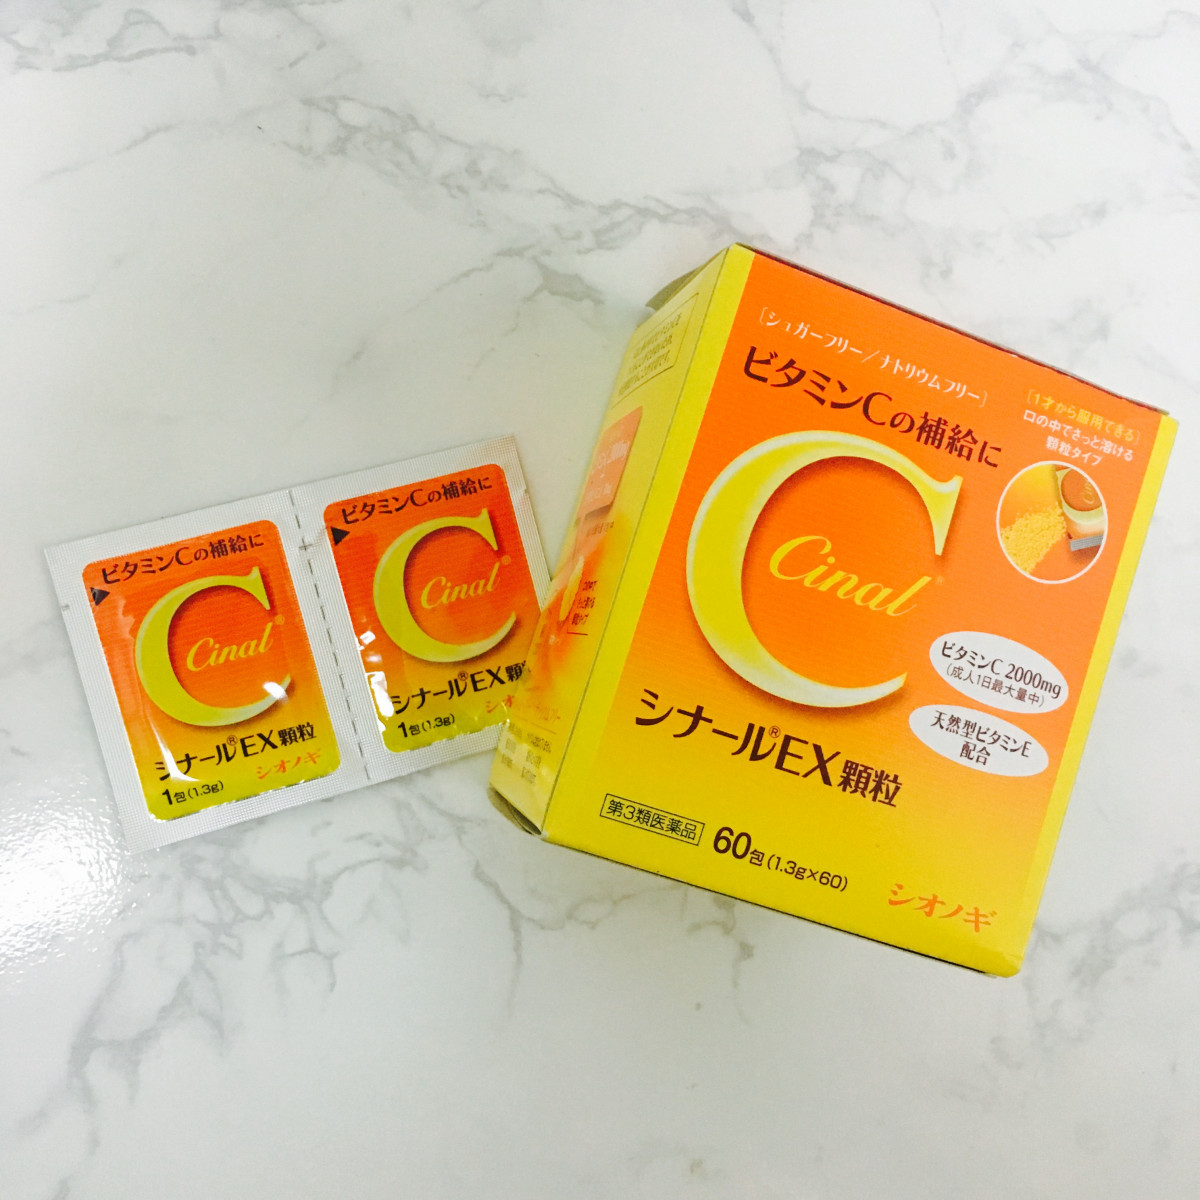 ビタミンCの補給に
C
Cinal®
シナール®EX顆粒
シオノギ
1包(1.3g)
ビタミンCの補給に
C
Cinal®
シナール®EX顆
シオ
1包(1.3g)
[シュガーフリー/ナトリウムフリー]
ビタミンCの補給に
[1才から服用できる]
口の中でさっと溶ける
顆粒タイプ
C
Cinal®
ビタミンC 2000mg
(成人1日最大量中)
天然型ビタミンE
配合
シナール®EX顆粒
第3類医薬品
60包(1.3g×60)
シオノギ